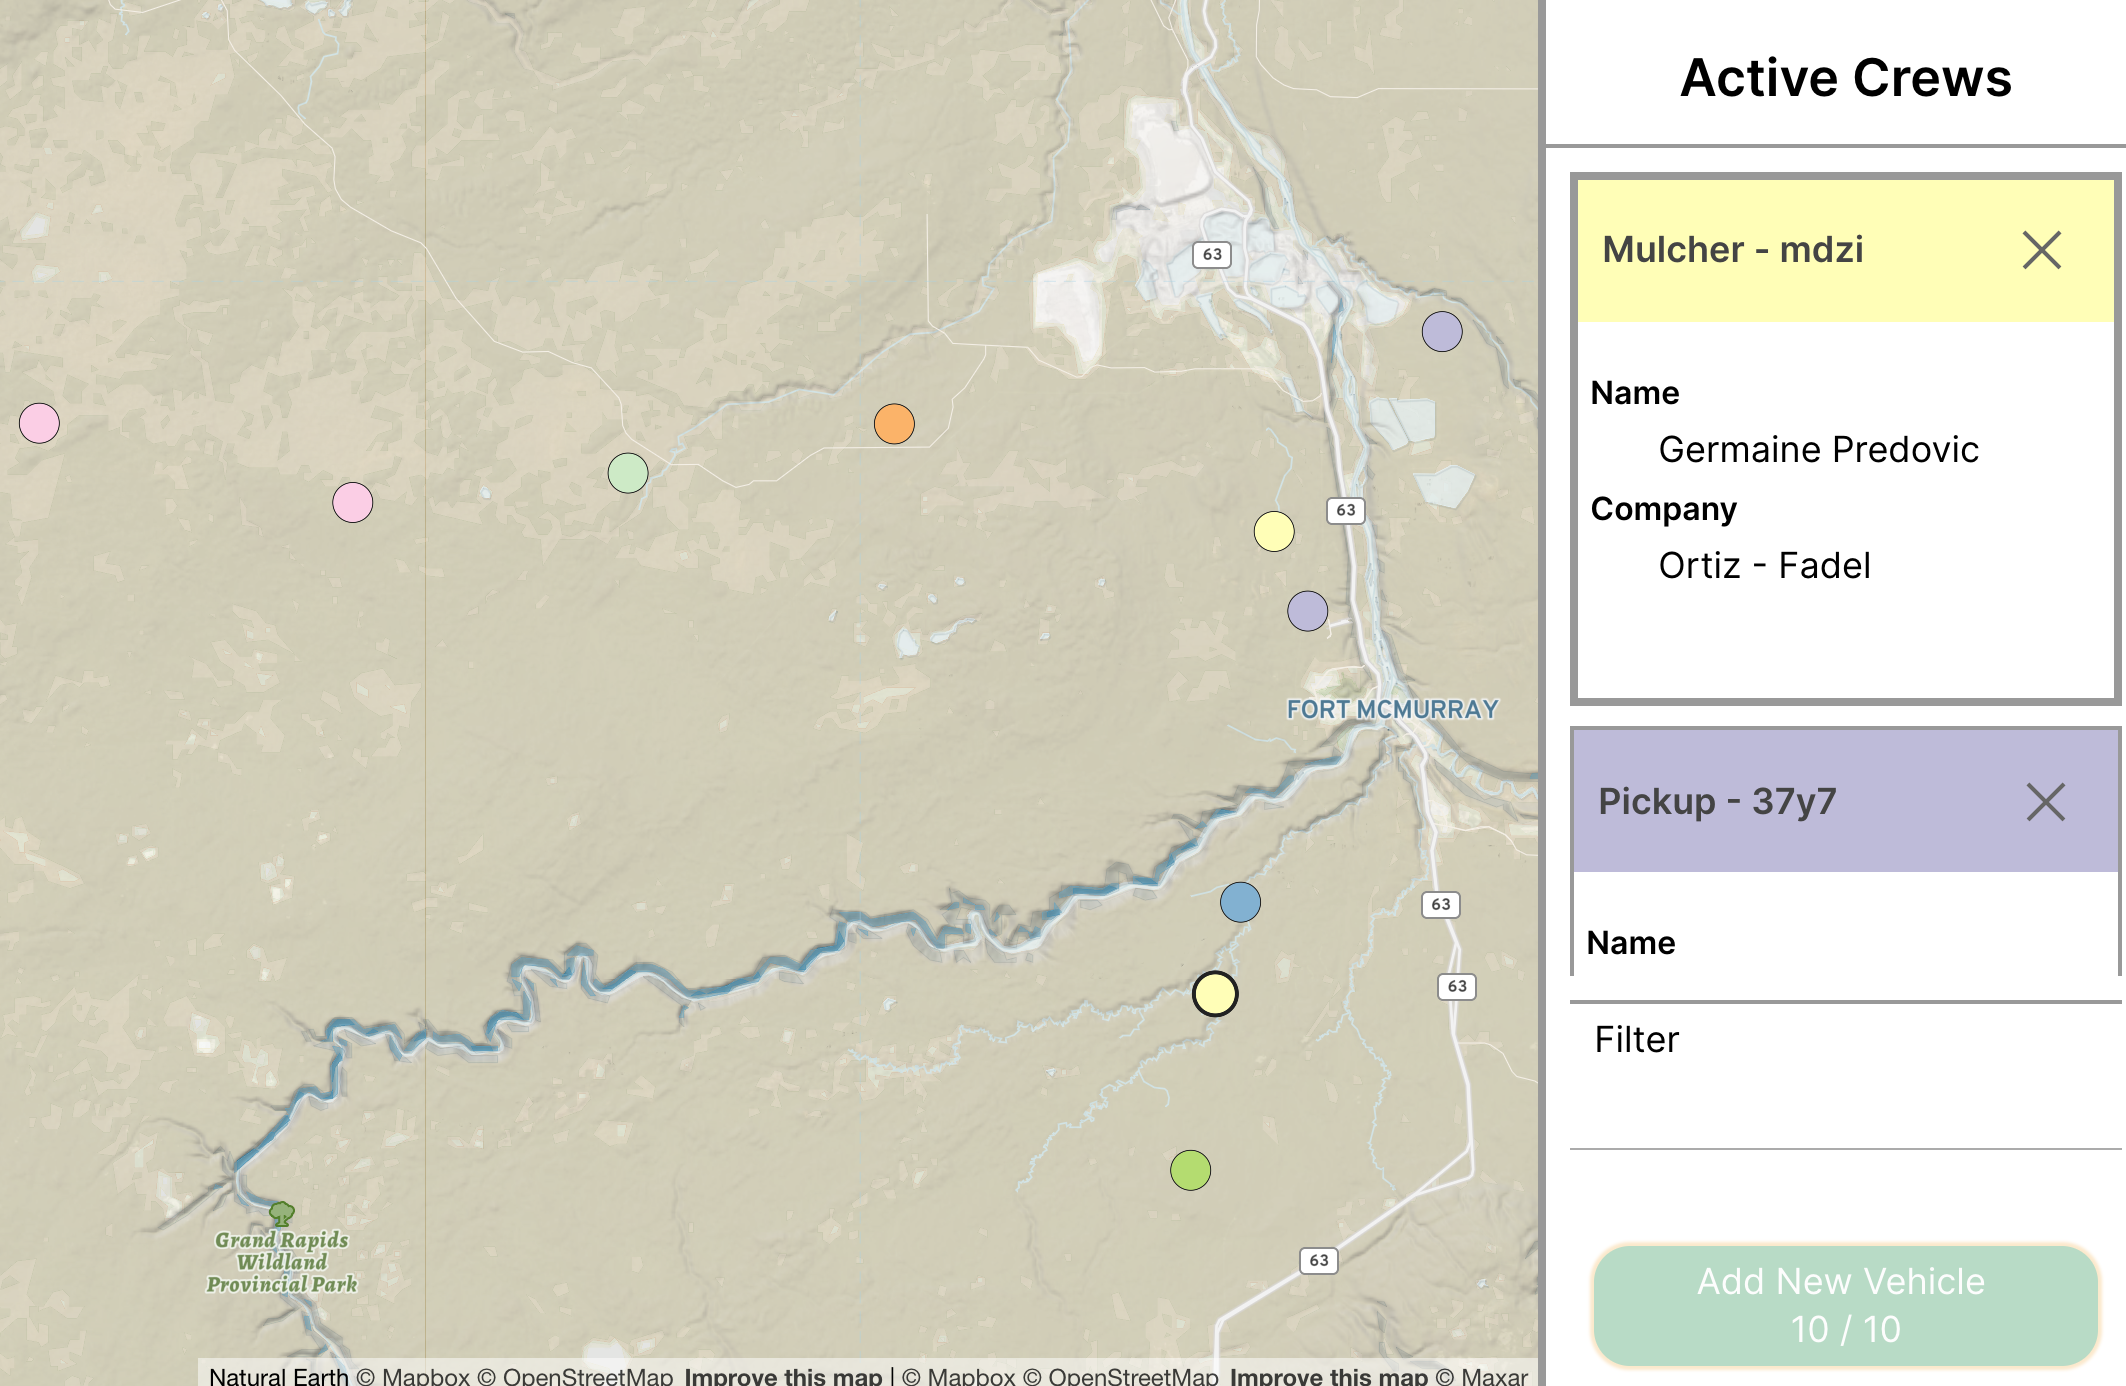 Active Crews
Mulcher - mdzi
Name
Germaine Predovic
Company
Ortiz - Fadel
Pickup - 37y7
Name
Filter
Add New Vehicle
10 / 10
63
63
FORT MCMURRAY
63
63
63
Grand Rapids
Wildland
Provincial Park
Natural Earth © Mapbox © OpenStreetMap Improve this map | © Mapbox © OpenStreetMap Improve this map © Maxar